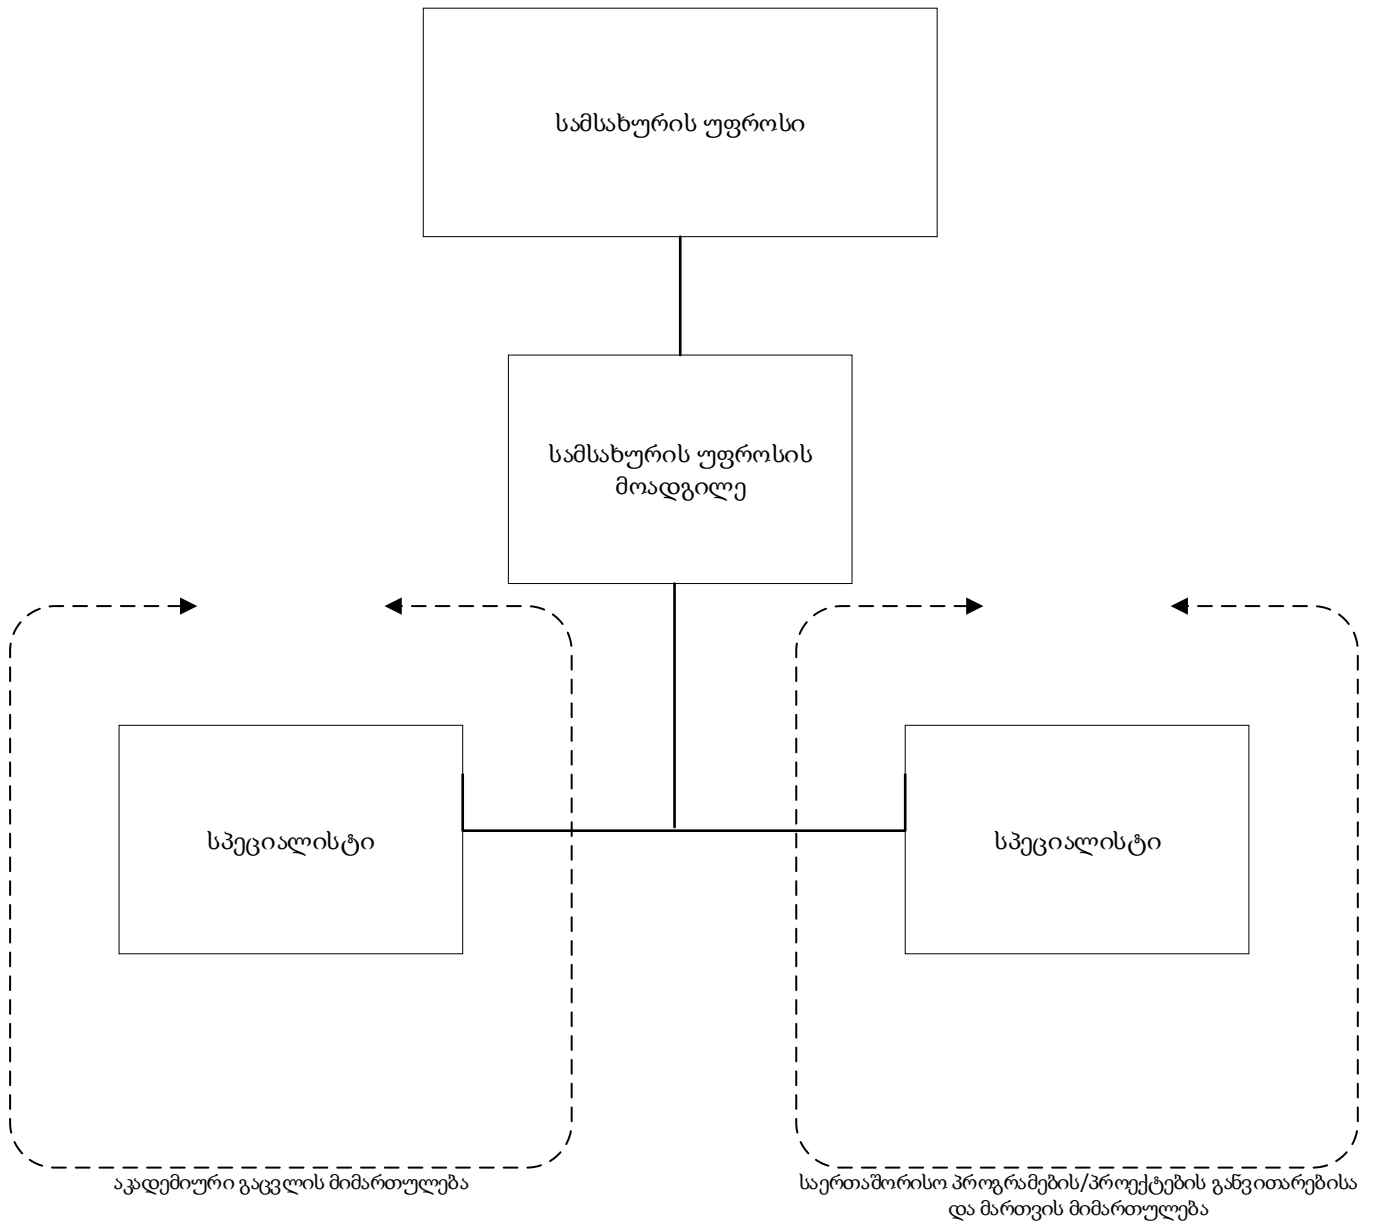 სამსახურის უფროსი
სამსახურის უფროსის
მოადგილე
სპეციალისტი
სპეციალისტი
აკადემიური გაცვლის მიმართულება
საერთაშორისო პროგრამების/პროექტების განვითარებისა
და მართვის მიმართულება